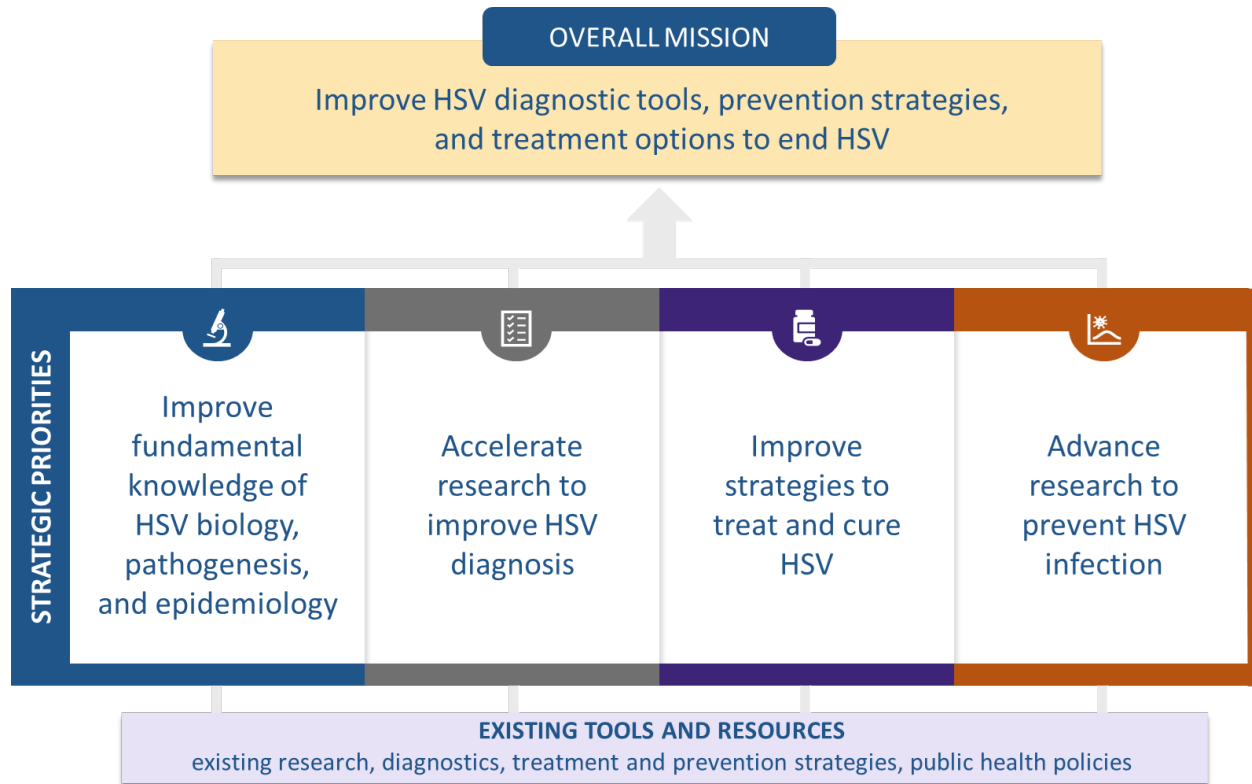 OVERALL MISSION
Improve HSV diagnostic tools, prevention strategies,
and treatment options to end HSV
STRATEGIC PRIORITIES
Improve
fundamental
knowledge of
HSV biology,
pathogenesis,
and epidemiology
Accelerate
research to
improve HSV
diagnosis
Improve
strategies to
treat and cure
HSV
Advance
research to
prevent HSV
infection
EXISTING TOOLS AND RESOURCES
existing research, diagnostics, treatment and prevention strategies, public health policies